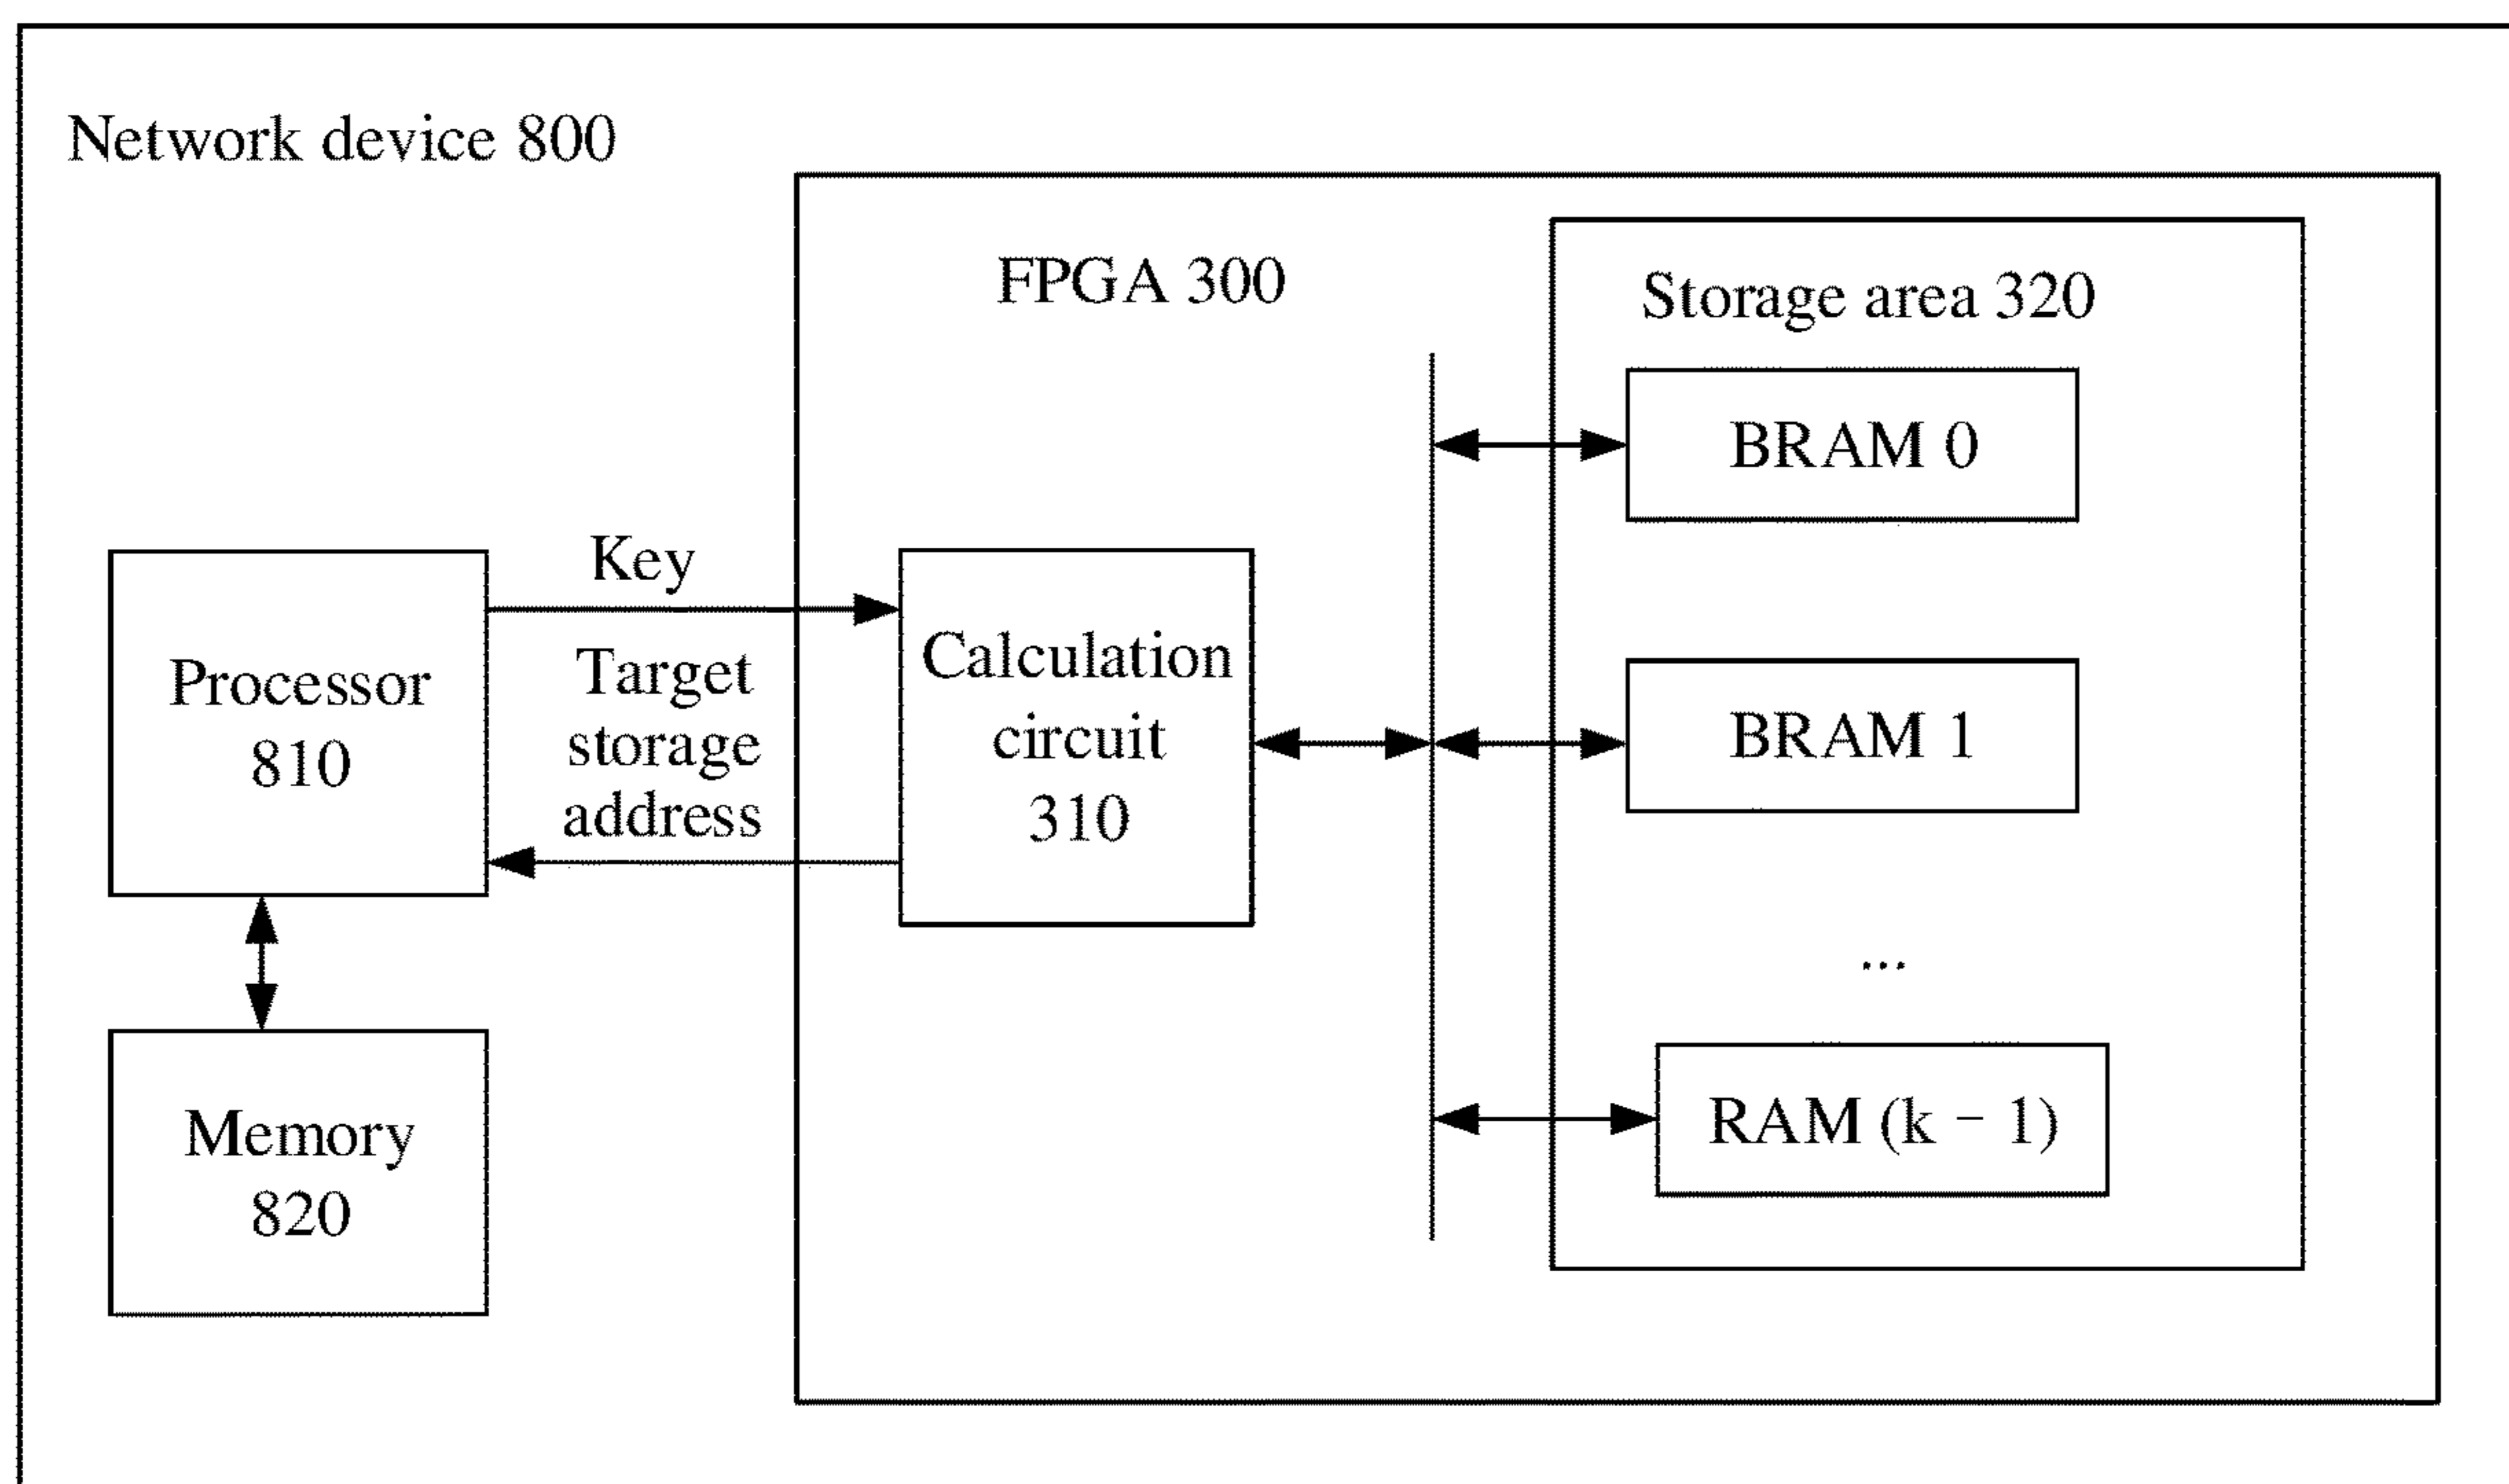 Network device 800
FPGA 300
Storage area 320
BRAM 0
Key
Processor
810
Target
storage
address
Calculation
circuit
310
BRAM 1
...
Memory
820
RAM (k − 1)